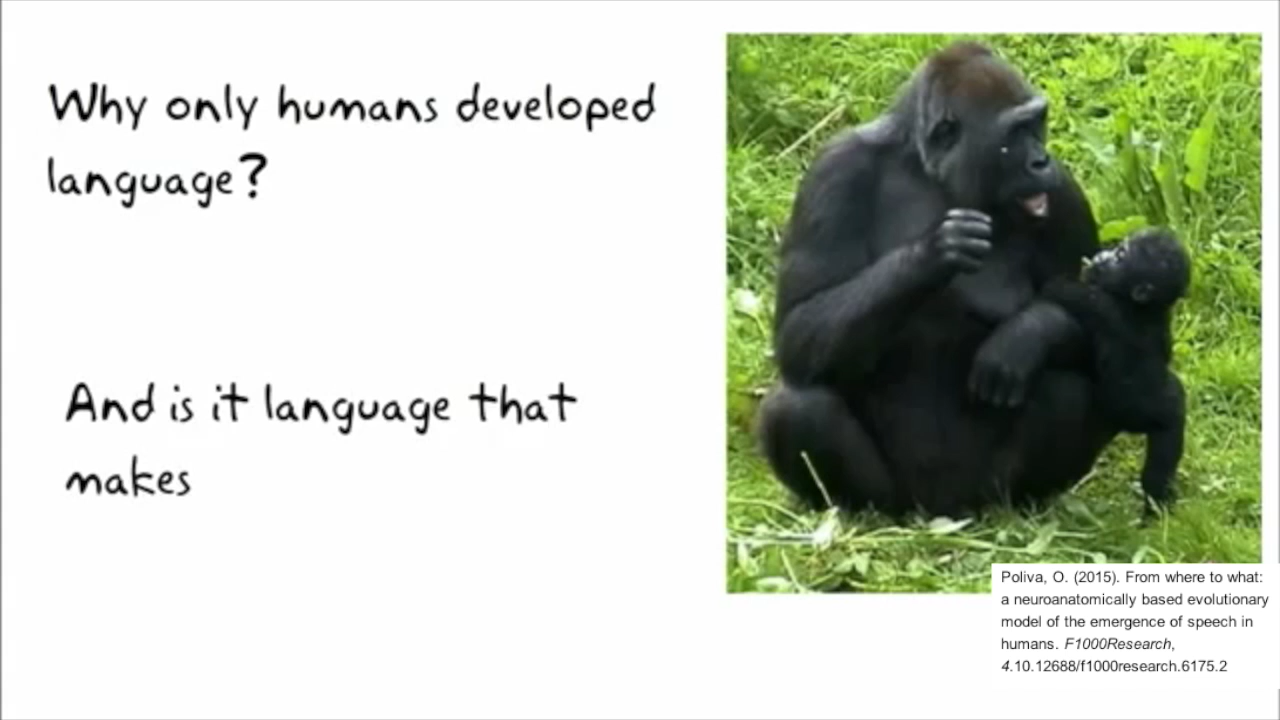 Why only humans developed
language?
And is it language that
makes
Poliva, O. (2015). From where to what:
a neuroanatomically based evolutionary
model of the emergence of speech in
humans. F1000Research,
4.10.12688/f1000research.6175.2